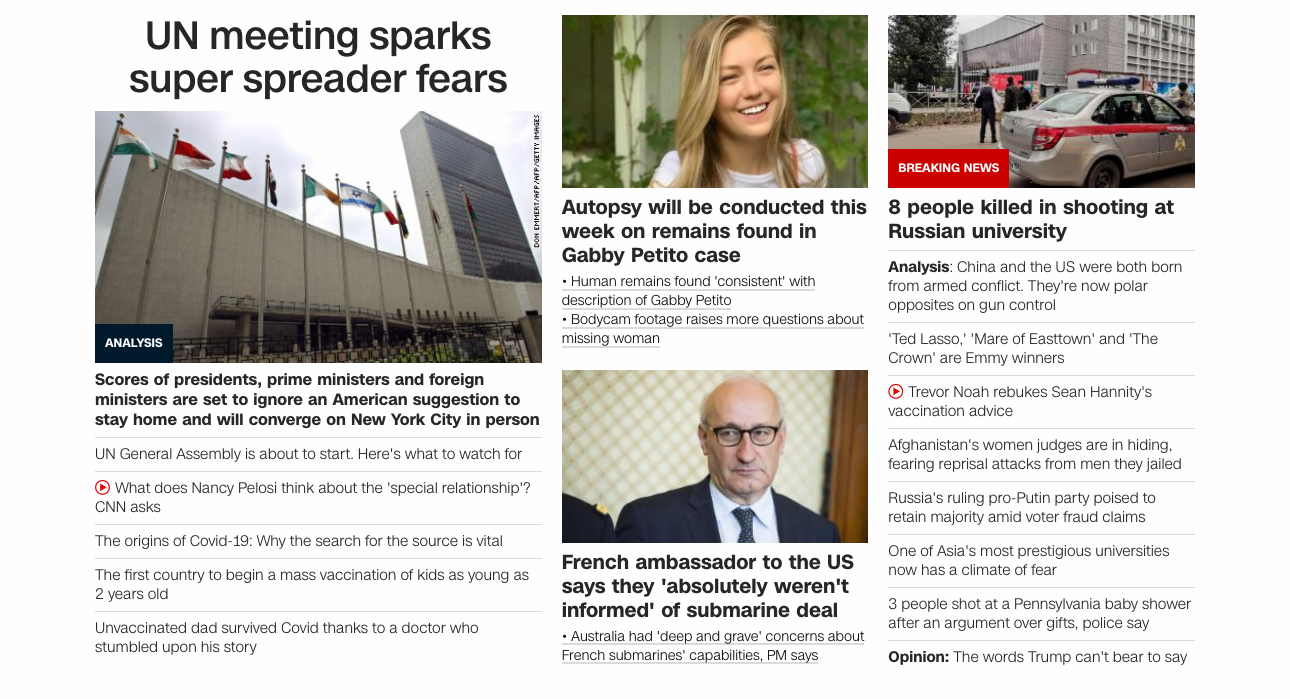 UN meeting sparks
super spreader fears
DON EMMERT/AFP/AFP/GETTY IMAGES
ANALYSIS
Scores of presidents, prime ministers and foreign
ministers are set to ignore an American suggestion to
stay home and will converge on New York City in person
UN General Assembly is about to start. Here's what to watch for
What does Nancy Pelosi think about the 'special relationship'?
CNN asks
The origins of Covid-19: Why the search for the source is vital
The first country to begin a mass vaccination of kids as young as
2 years old
Unvaccinated dad survived Covid thanks to a doctor who
stumbled upon his story
Autopsy will be conducted this
week on remains found in
Gabby Petito case
• Human remains found 'consistent' with
description of Gabby Petito
• Bodycam footage raises more questions about
missing woman
French ambassador to the US
says they 'absolutely weren't
informed' of submarine deal
• Australia had 'deep and grave' concerns about
French submarines' capabilities, PM says
BREAKING NEWS
8 people killed in shooting at
Russian university
Analysis: China and the US were both born
from armed conflict. They're now polar
opposites on gun control
'Ted Lasso,' 'Mare of Easttown' and 'The
Crown' are Emmy winners
Trevor Noah rebukes Sean Hannity's
vaccination advice
Afghanistan's women judges are in hiding,
fearing reprisal attacks from men they jailed
Russia's ruling pro-Putin party poised to
retain majority amid voter fraud claims
One of Asia's most prestigious universities
now has a climate of fear
3 people shot at a Pennsylvania baby shower
after an argument over gifts, police say
Opinion: The words Trump can't bear to say